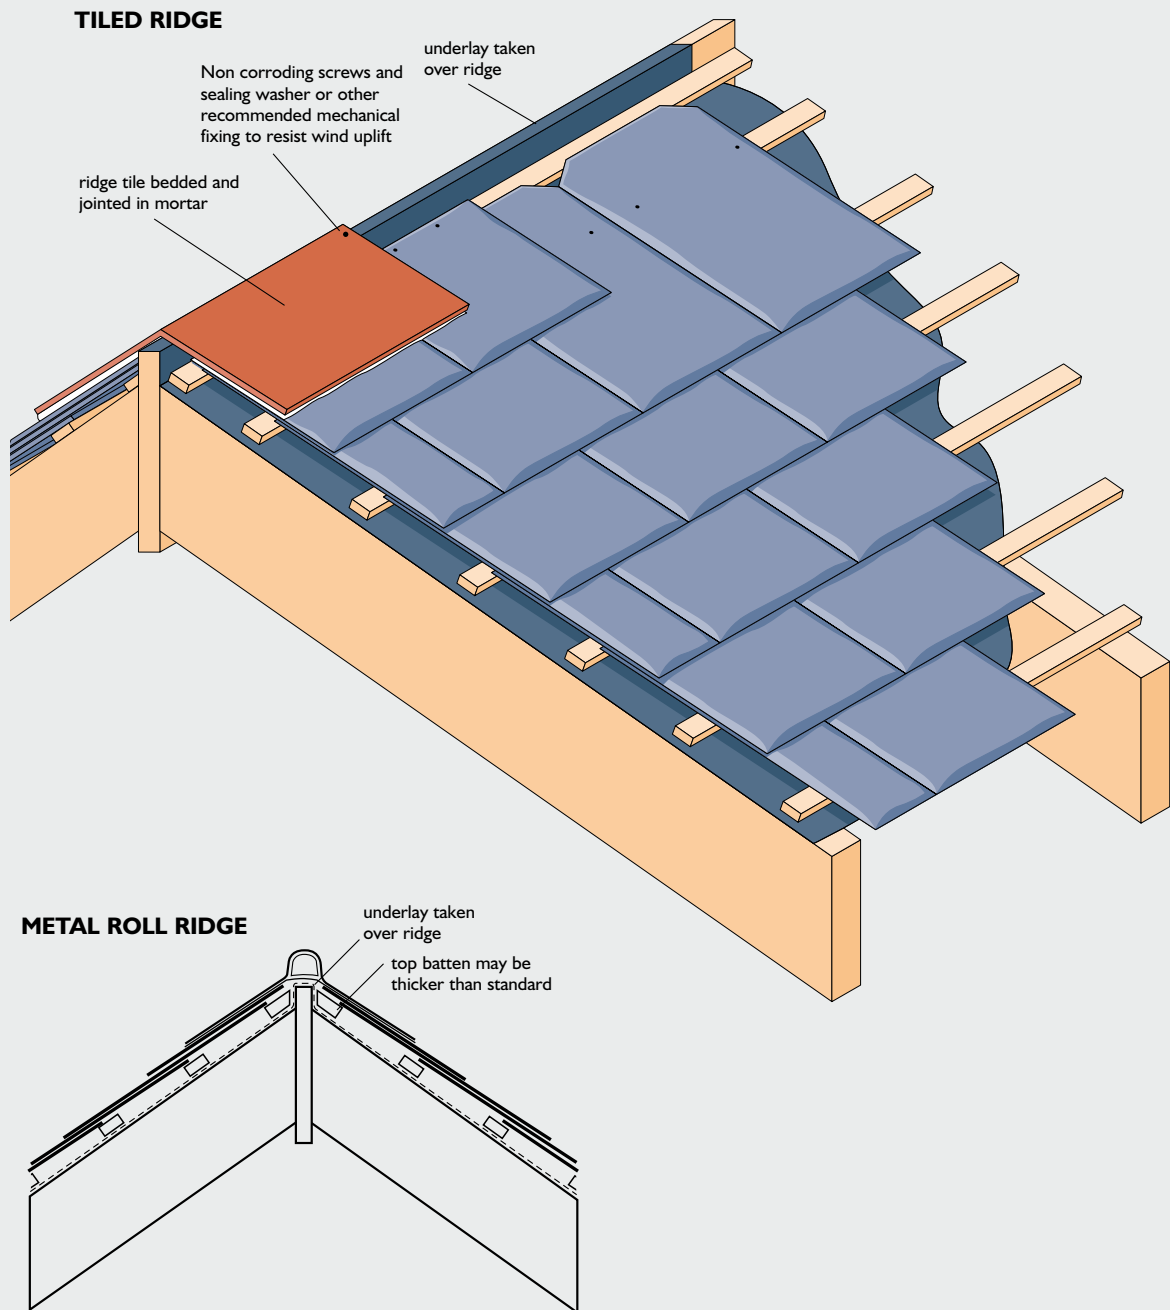 TILED RIDGE
underlay taken
over ridge
Non corroding screws and
sealing washer or other
recommended mechanical
fixing to resist wind uplift
ridge tile bedded and
jointed in mortar
METAL ROLL RIDGE
underlay taken
over ridge
top batten may be
thicker than standard